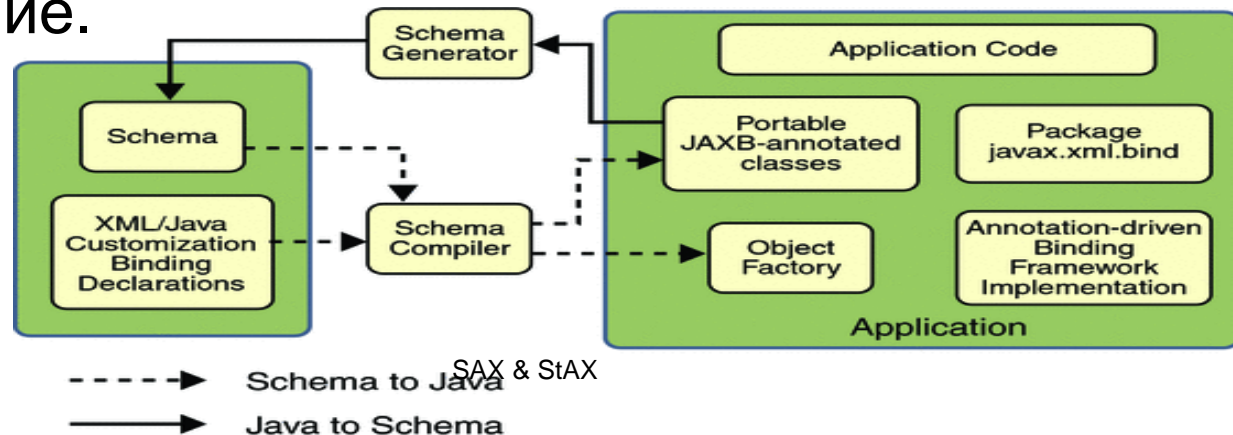 ие.
Schema
Generator
Application Code
Schema
Portable
JAXB-annotated
classes
Package
javax.xml.bind
XML/Java
Customization
Binding
Declarations
Schema
Compiler
Object
Factory
Annotation-driven
Binding
Framework
Implementation
Application
SAX & StAX
Schema to Java
Java to Schema